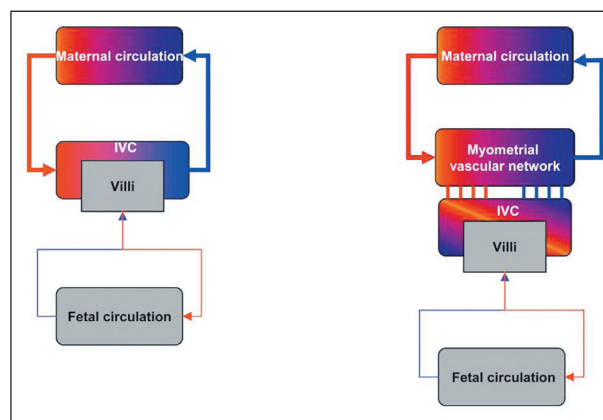 Maternal circulation
IVC
Villi
Fetal circulation
Maternal circulation
Myometrial
vascular network
IVC
Villi
Fetal circulation